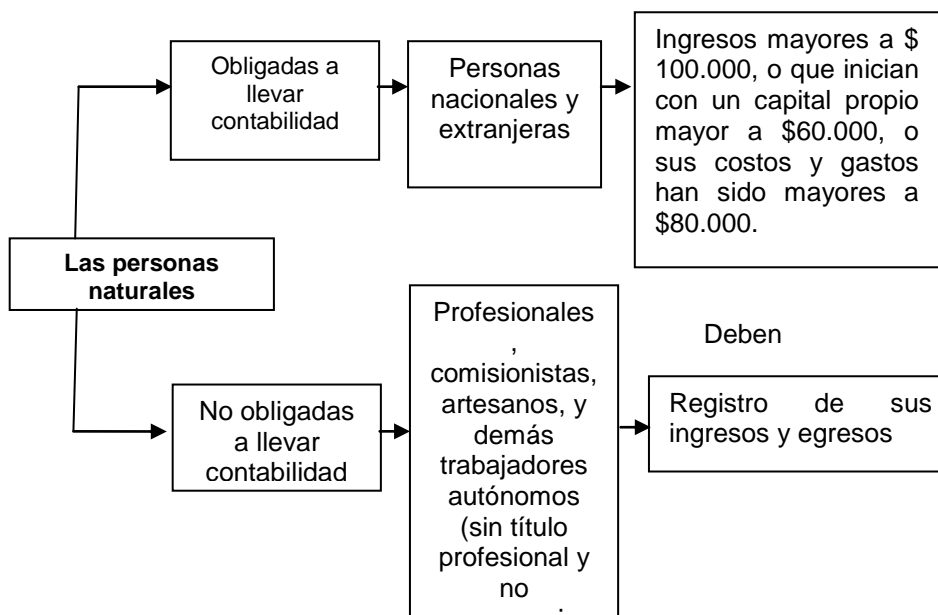 Obligadas a
llevar
contabilidad
Personas
nacionales y
extranjeras
Ingresos mayores a $
100.000, o que inician
con un capital propio
mayor a $60.000, o
sus costos y gastos
han sido mayores a
$80.000.
Las personas
naturales
No obligadas
a llevar
contabilidad
Profesionales
,
comisionistas,
artesanos, y
demás
trabajadores
autónomos
(sin título
profesional y
no
Deben
Registro de sus
ingresos y egresos